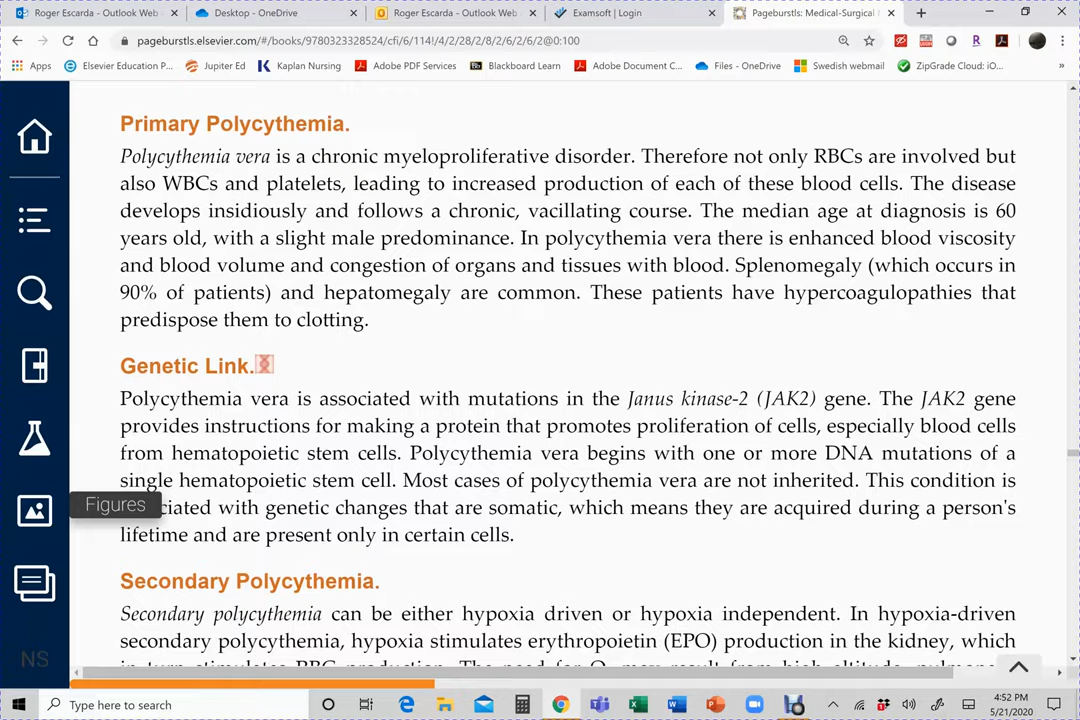 Roger Escarda - Outlook Web
Desktop - OneDrive
Roger Escarda - Outlook Web
Examsoft | Login
Pageburstls: Medical-Surgical
pageburstls.elsevier.com/#/books/9780323328524/cfi/6/114!/4/2/28/2/8/2/6/2/6/2@0:100
Apps
Elsevier Education P...
Jupiter Ed
Kaplan Nursing
Adobe PDF Services
Blackboard Learn
Adobe Document C...
Files - OneDrive
Swedish webmail
ZipGrade Cloud: iO...
Primary Polycythemia.
Polycythemia vera is a chronic myeloproliferative disorder. Therefore not only RBCs are involved but
also WBCs and platelets, leading to increased production of each of these blood cells. The disease
develops insidiously and follows a chronic, vacillating course. The median age at diagnosis is 60
years old, with a slight male predominance. In polycythemia vera there is enhanced blood viscosity
and blood volume and congestion of organs and tissues with blood. Splenomegaly (which occurs in
90% of patients) and hepatomegaly are common. These patients have hypercoagulopathies that
predispose them to clotting.
Genetic Link.
Polycythemia vera is associated with mutations in the Janus kinase-2 (JAK2) gene. The JAK2 gene
provides instructions for making a protein that promotes proliferation of cells, especially blood cells
from hematopoietic stem cells. Polycythemia vera begins with one or more DNA mutations of a
single hematopoietic stem cell. Most cases of polycythemia vera are not inherited. This condition is
Figures
ciated with genetic changes that are somatic, which means they are acquired during a person's
lifetime and are present only in certain cells.
Secondary Polycythemia.
Secondary polycythemia can be either hypoxia driven or hypoxia independent. In hypoxia-driven
secondary polycythemia, hypoxia stimulates erythropoietin (EPO) production in the kidney, which
NS
Type here to search
4:52 PM
5/21/2020